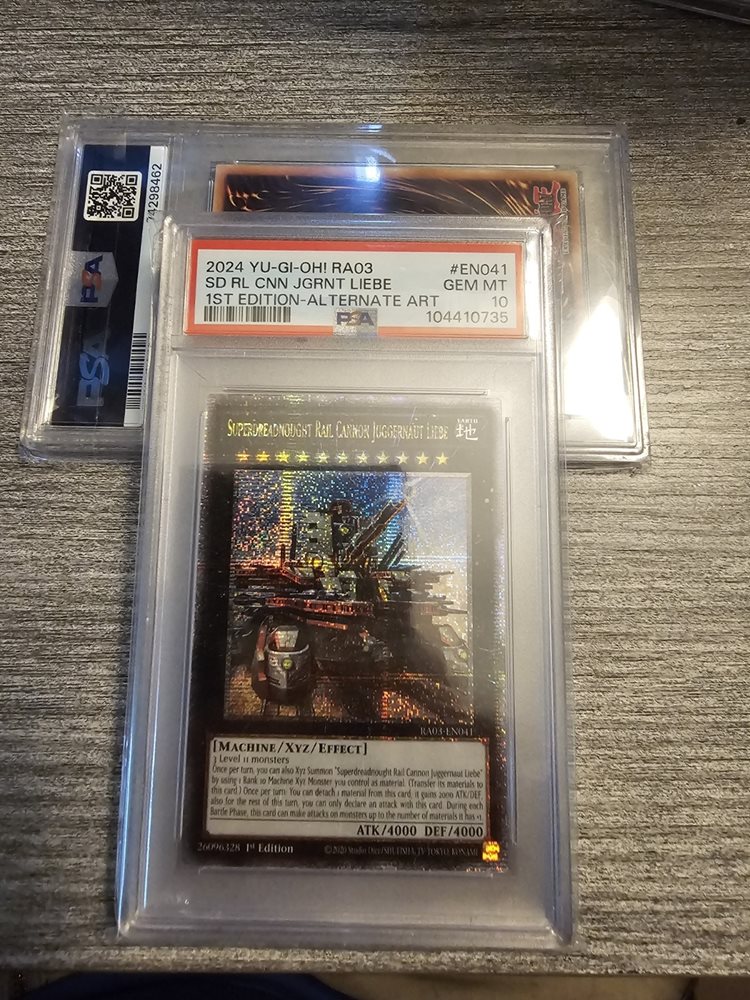 74298462
PSA
PSA
2024 YU-GI-OH! RA03 #EN041
SD RL CNN JGRNT LIEBE GEM MT
1ST EDITION-ALTERNATE ART 10
PSA 104410735
SUPERDREADNOUGHT RAIL CANNON JUGGERNAUT LIEBE
EARTH
地
RA03-EN041
[MACHINE/XYZ/EFFECT]
3 Level 11 monsters
Once per turn, you can also Xyz Summon "Superdreadnought Rail Cannon Juggernaut Liebe"
by using 1 Rank 10 Machine Xyz Monster you control as material. (Transfer its materials to
this card.) Once per turn: You can detach 1 material from this card; it gains 2000 ATK/DEF,
also for the rest of this turn, you can only declare an attack with this card. During each
Battle Phase, this card can make attacks on monsters up to the number of materials it has +1.
ATK/4000 DEF/4000
26096328 1st Edition
©2020 Studio Dice/SHUEISHA, TV TOKYO, KONAMI